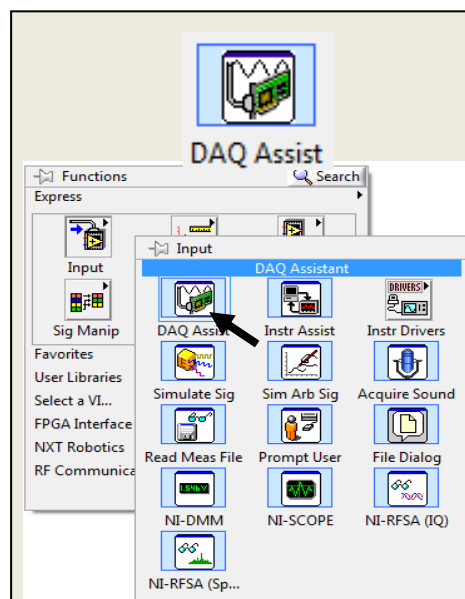 DAQ Assist
Functions
Search
Express
Input
Sig Manip
Favorites
User Libraries
Select a VI...
FPGA Interface
NXT Robotics
RF Communica
Input
DAQ Assistant
DAQ Assist
Instr Assist
DRIVERS
Instr Drivers
Simulate Sig
Sim Arb Sig
Acquire Sound
Read Meas File
Prompt User
File Dialog
1.546V
NI-DMM
NI-SCOPE
NI-RFSA (IQ)
NI-RFSA (Sp...